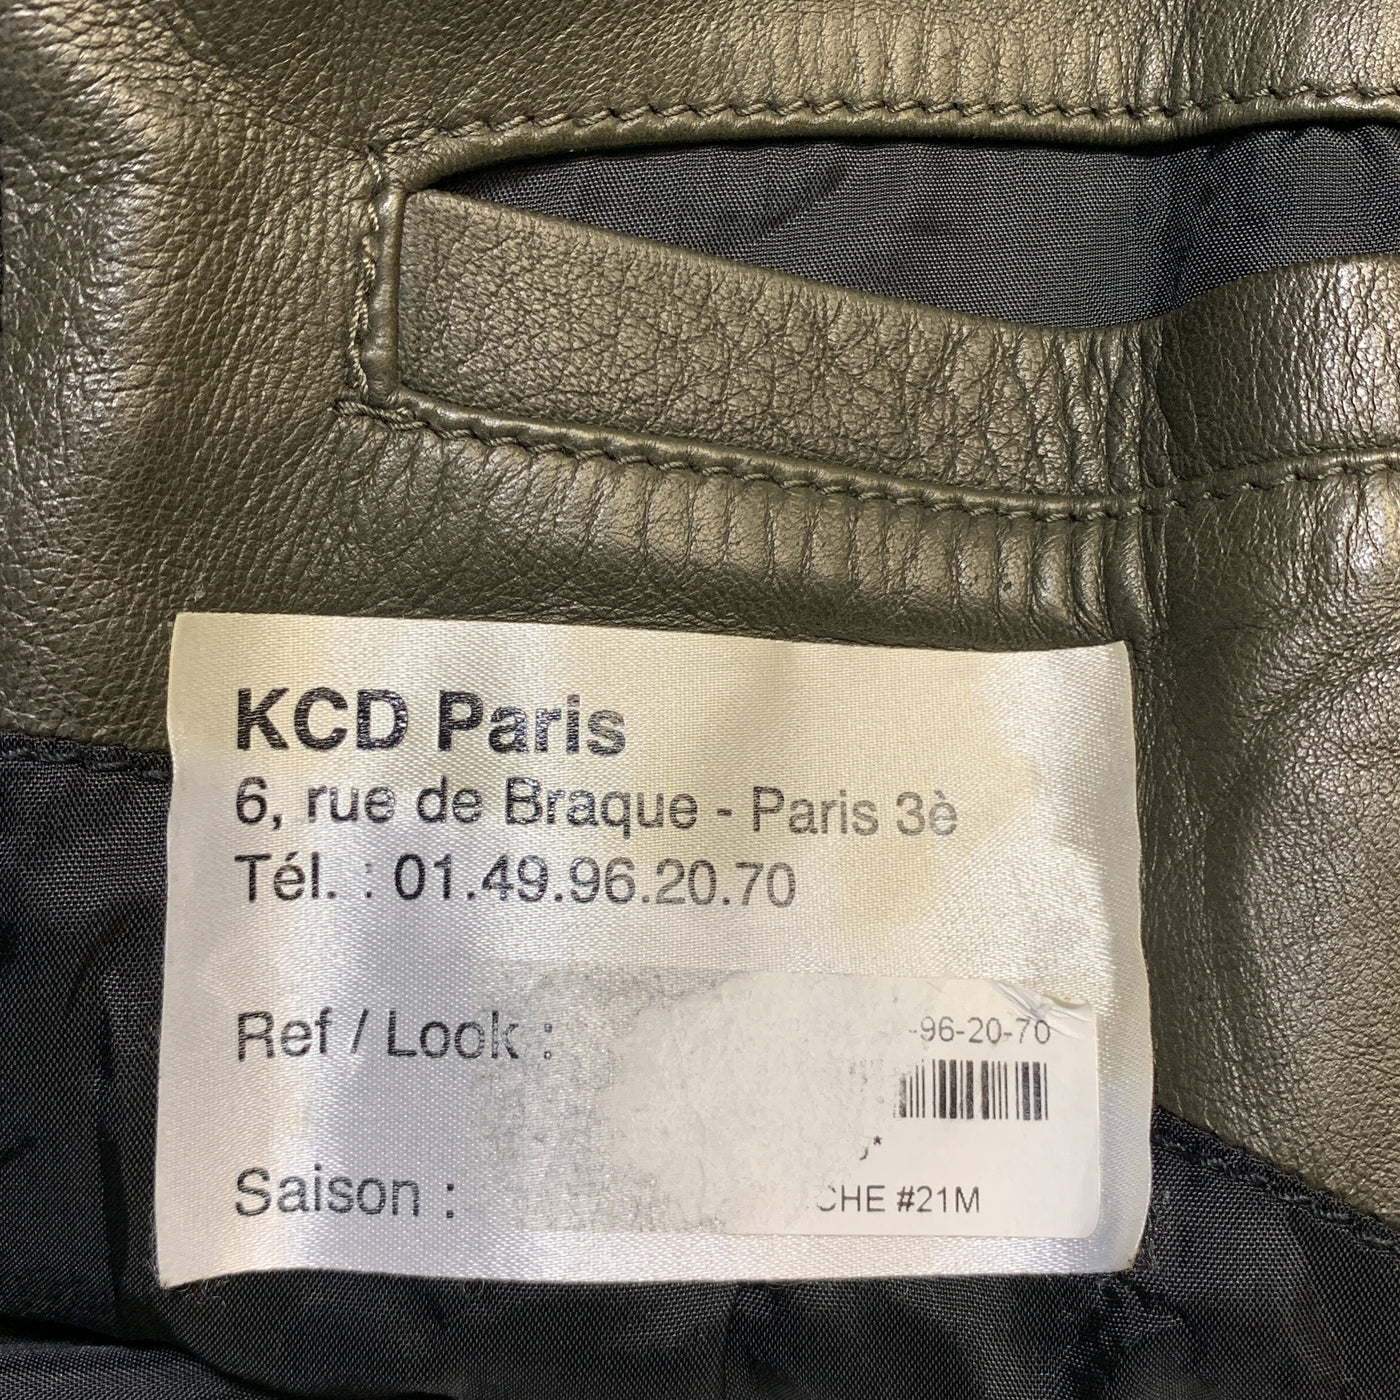 KCD Paris
6, rue de Braque - Paris 3è
Tél. : 01.49.96.20.70
Ref / Look :
-96-20-70
Saison :
CHE #21M